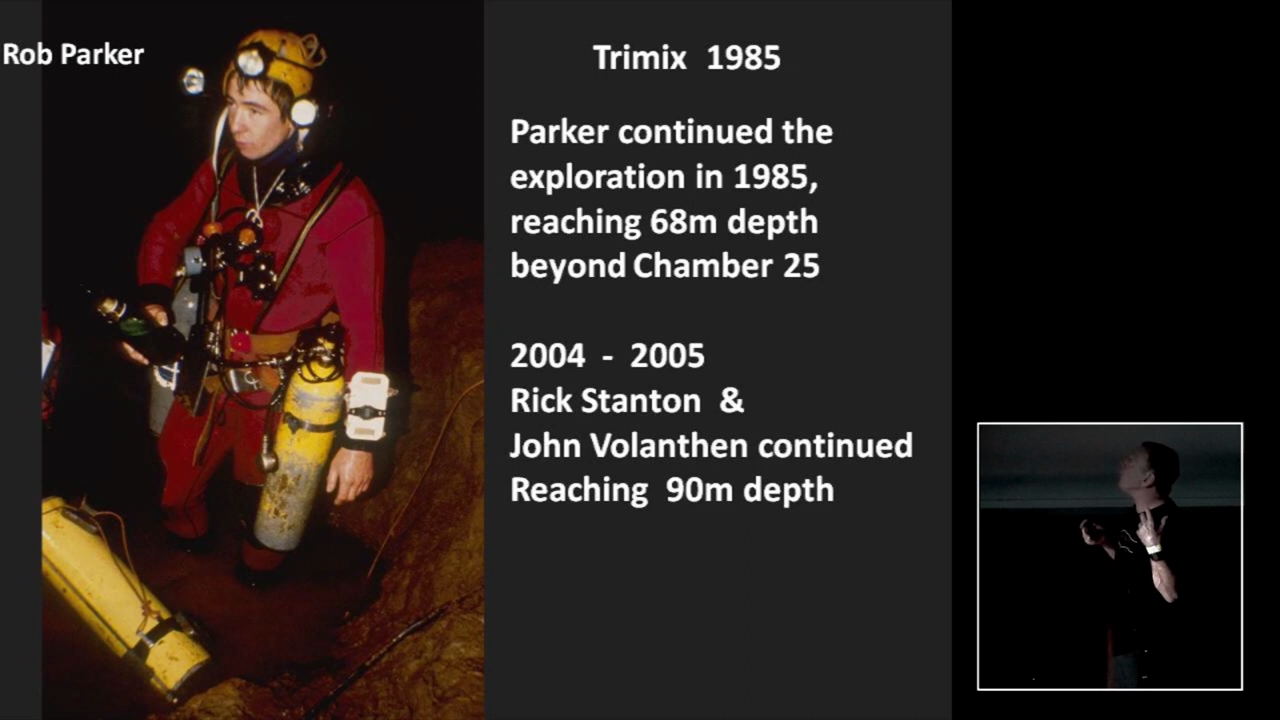 Rob Parker
Trimix 1985
Parker continued the
exploration in 1985,
reaching 68m depth
beyond Chamber 25
2004 - 2005
Rick Stanton &
John Volanthen continued
Reaching 90m depth